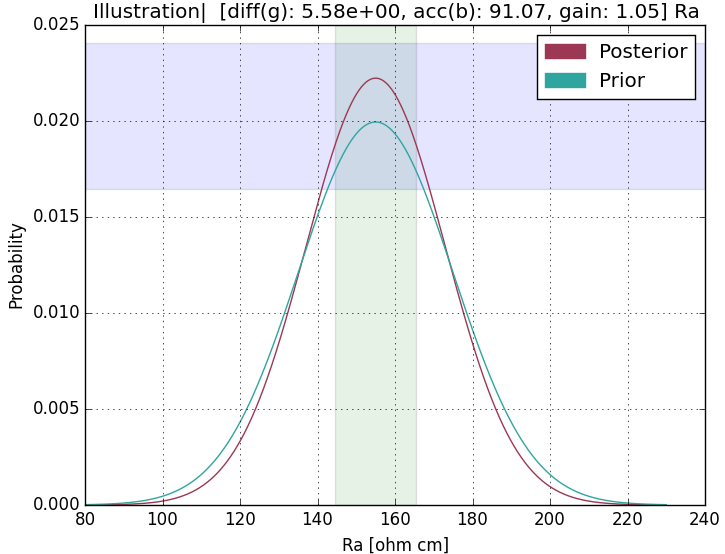 Illustration|  [diff(g): 5.58e+00, acc(b): 91.07, gain: 1.05] Ra
0.025
0.020
0.015
0.010
0.005
0.000
Probability
Posterior
Prior
80 100 120 140 160 180 200 220 240
Ra [ohm cm]